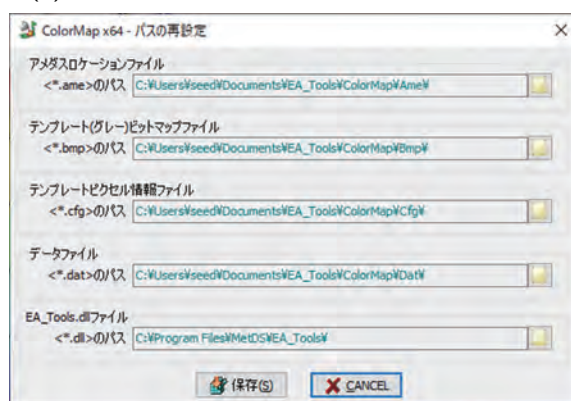 ColorMap x64 - パスの再設定
アメダスロケーションファイル
<*.ame>のパス C:¥Users¥seed¥Documents¥EA_Tools¥ColorMap¥Ame¥
テンプレート(グレー)ビットマップファイル
<*.bmp>のパス C:¥Users¥seed¥Documents¥EA_Tools¥ColorMap¥Bmp¥
テンプレートピクセル情報ファイル
<*.cfg>のパス C:¥Users¥seed¥Documents¥EA_Tools¥ColorMap¥Cfg¥
データファイル
<*.dat>のパス C:¥Users¥seed¥Documents¥EA_Tools¥ColorMap¥Dat¥
EA_Tools.dllファイル
<*.dll>のパス C:¥Program Files¥MetDS¥EA_Tools¥
保存(S) CANCEL